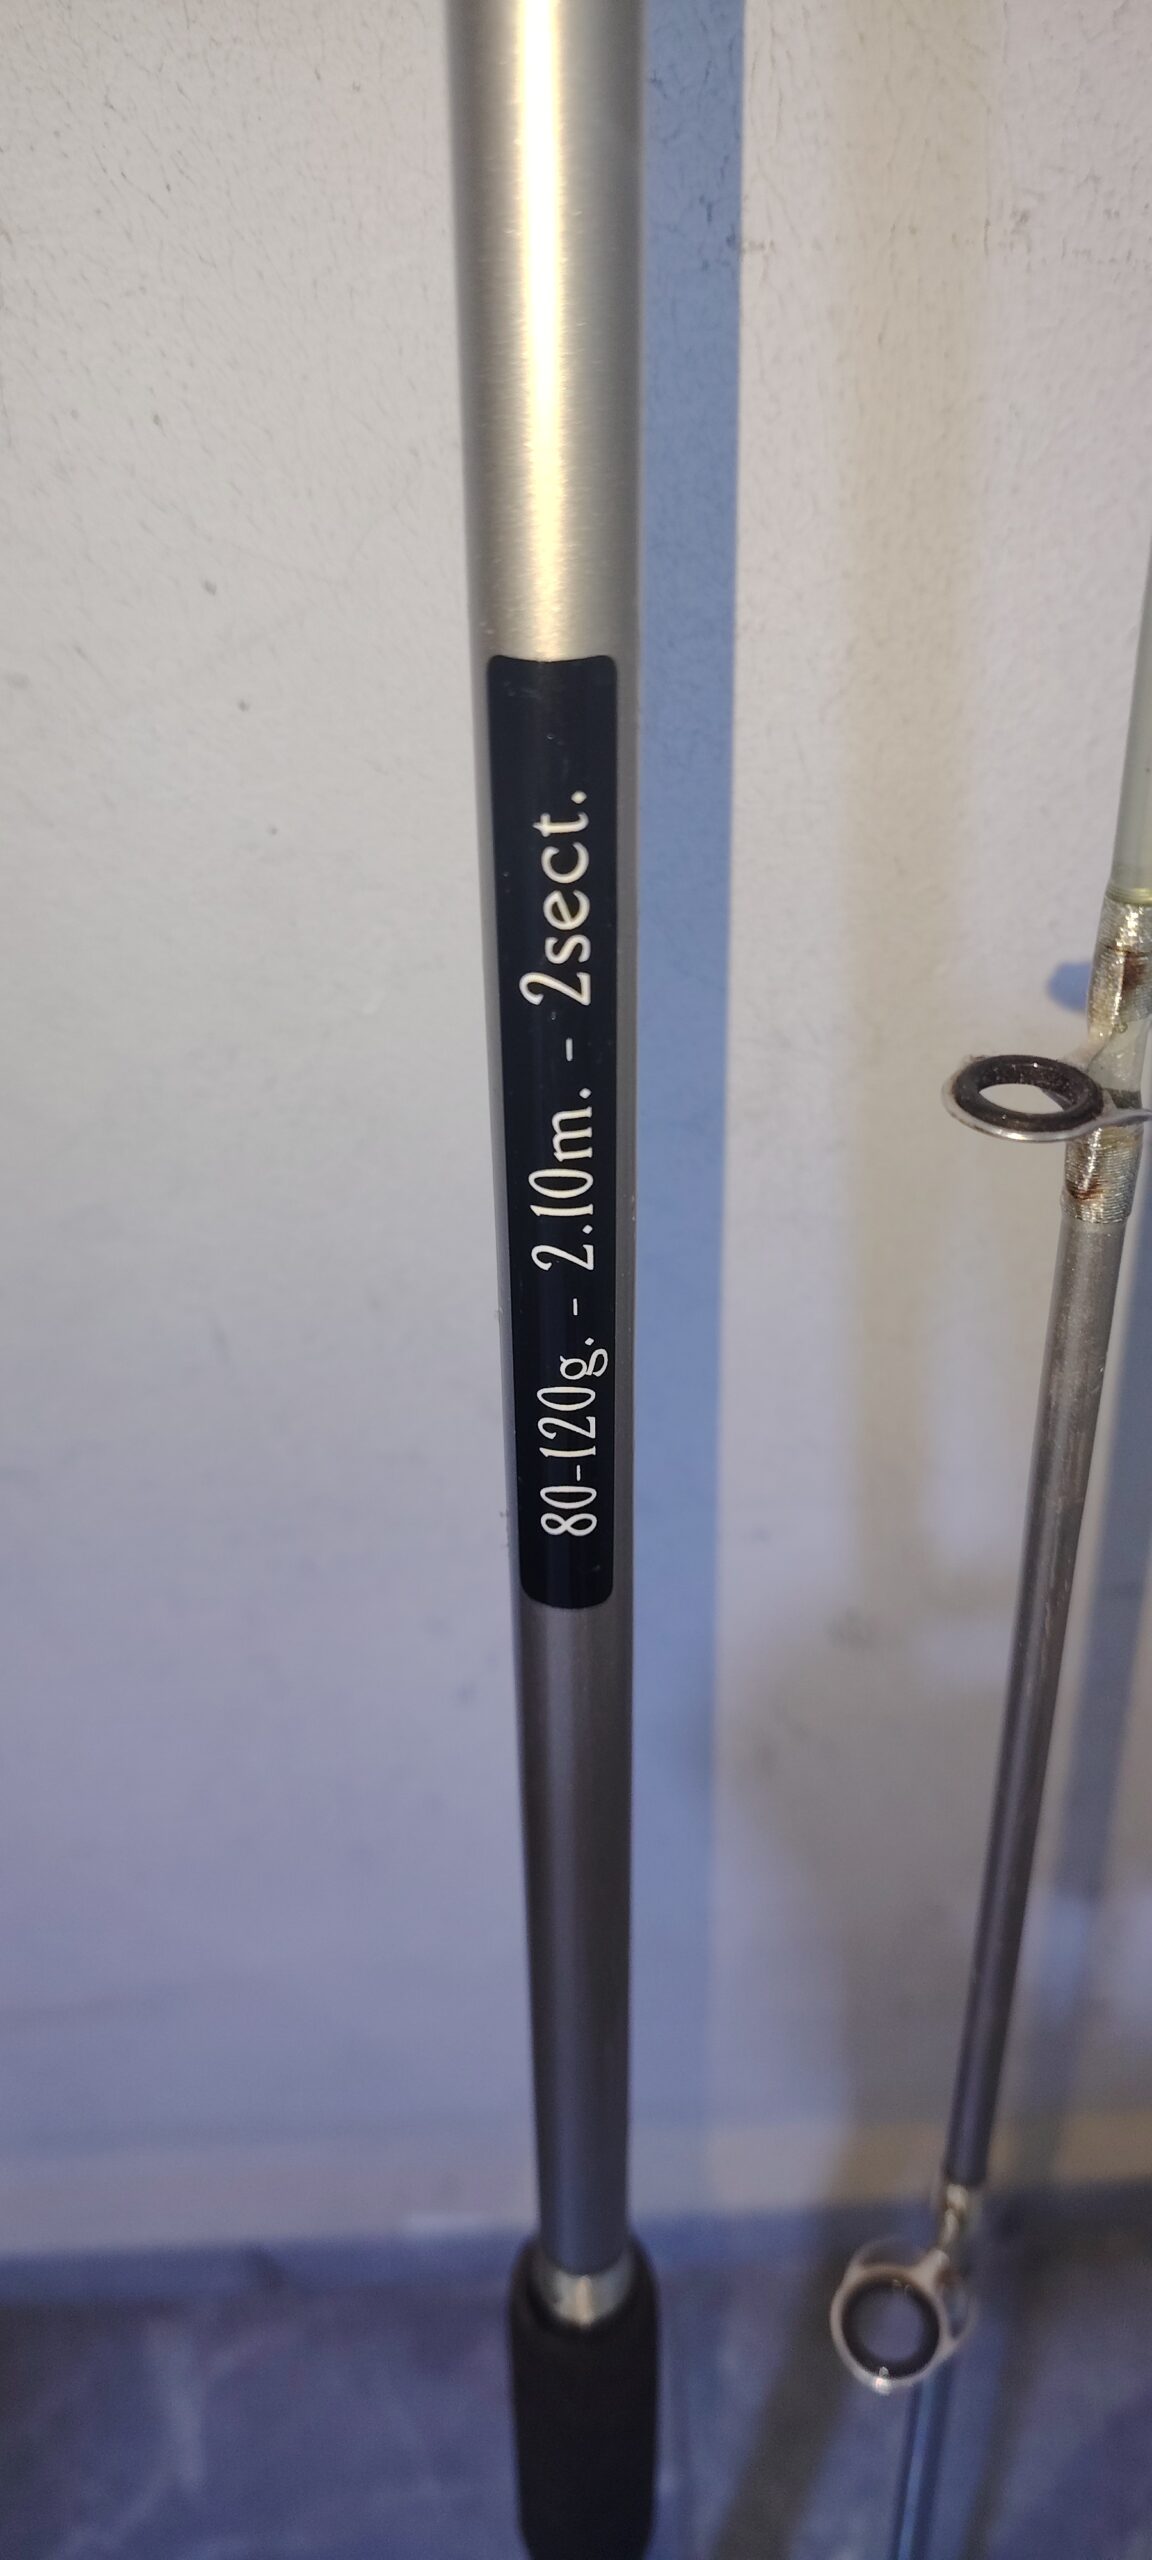 80-120g. - 2.10m. - 2sect.